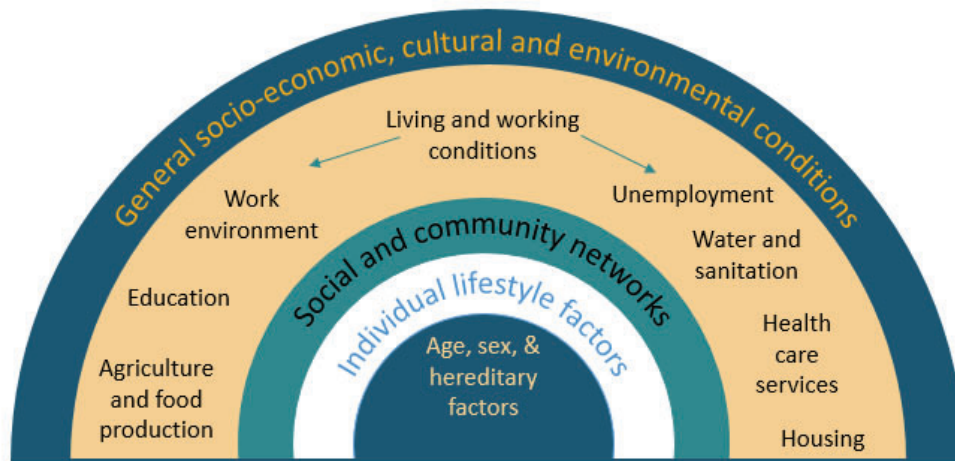 General socio-economic, cultural and environmental conditions
Living and working
conditions
Work
environment
Unemployment
Water and
sanitation
Education
Health
care
services
Agriculture
and food
production
Housing
Social and community networks
Individual lifestyle factors
Age, sex, &
hereditary
factors